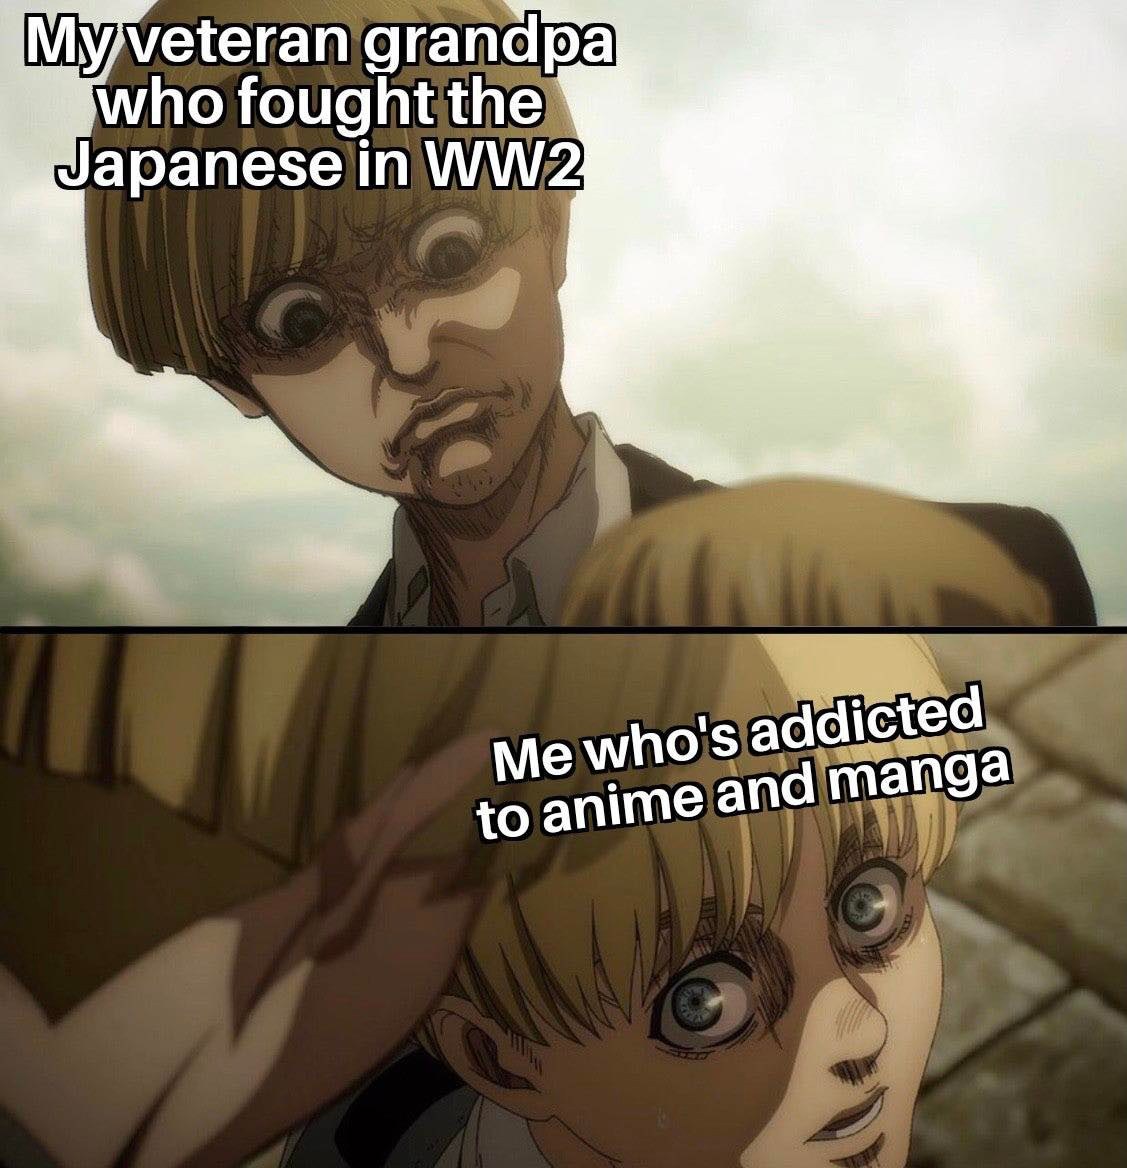 My veteran grandpa
who fought the
Japanese in WW2
Me who's addicted
to anime and manga